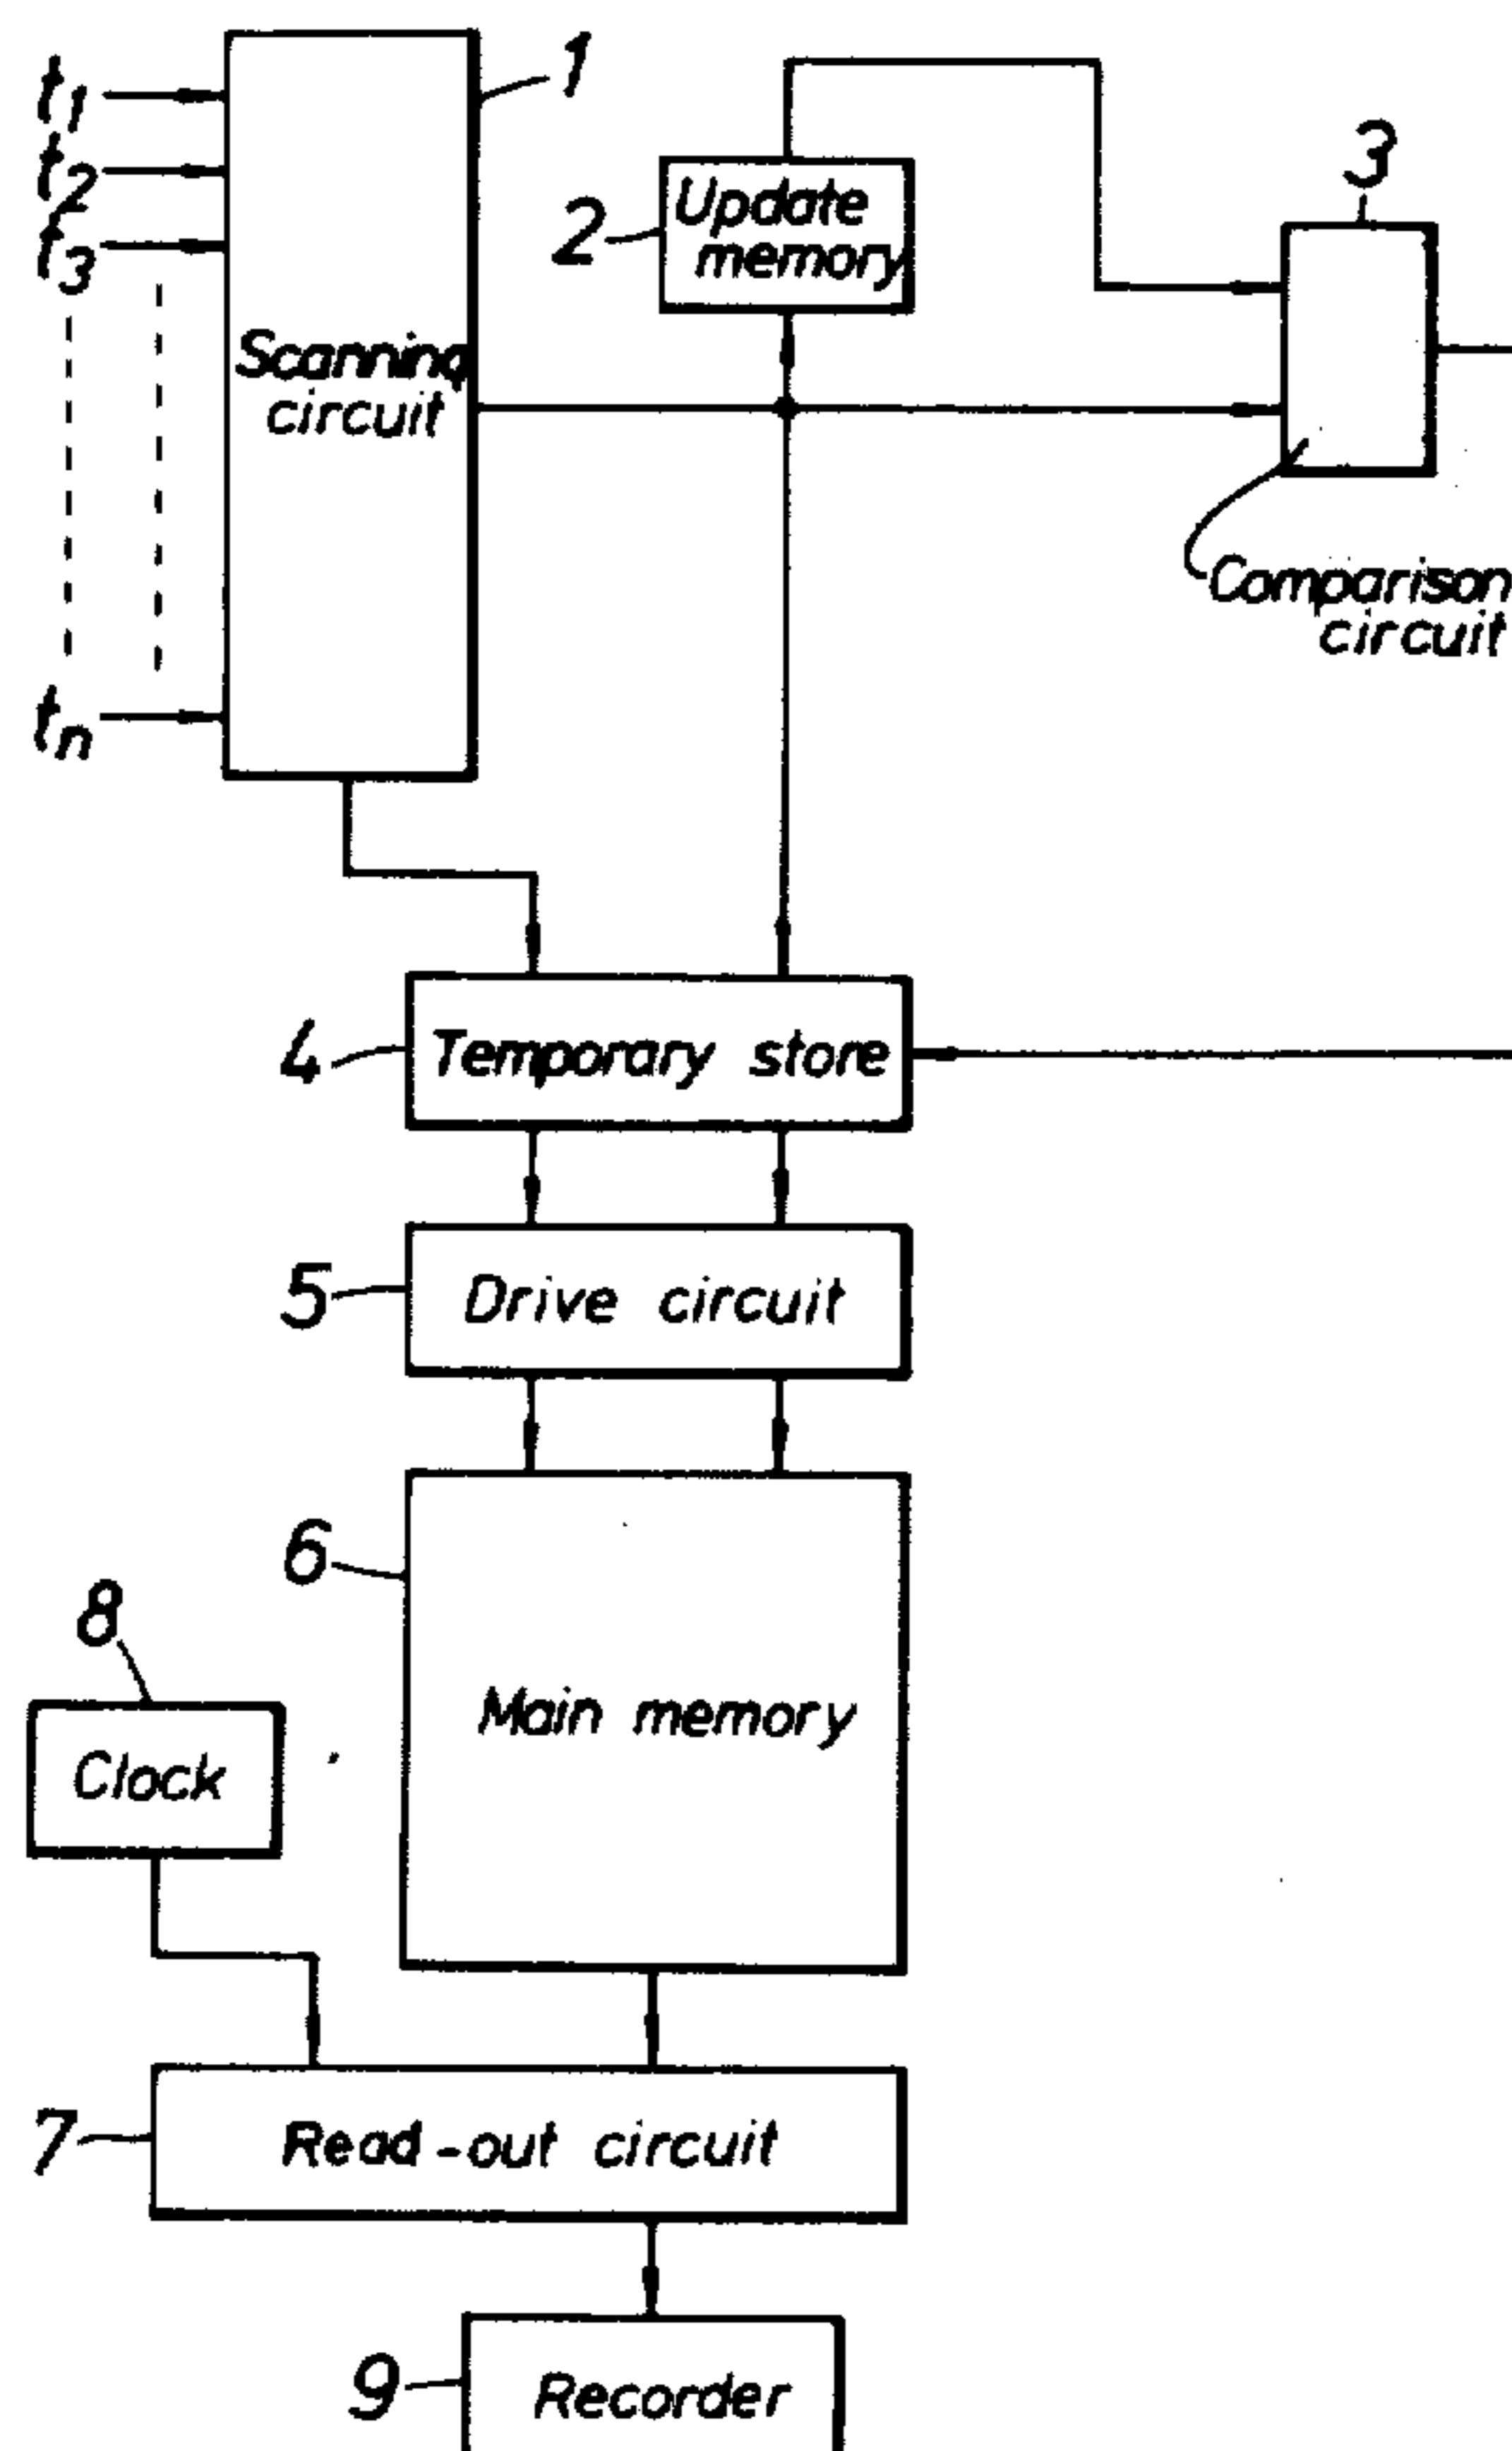 t1
1
t2
t3
2
Update
memory
3
Scanning
circuit
Comparison
circuit
tn
4
Temporary store
5
Drive circuit
6
8
Main memory
Clock
7
Read-out circuit
9
Recorder